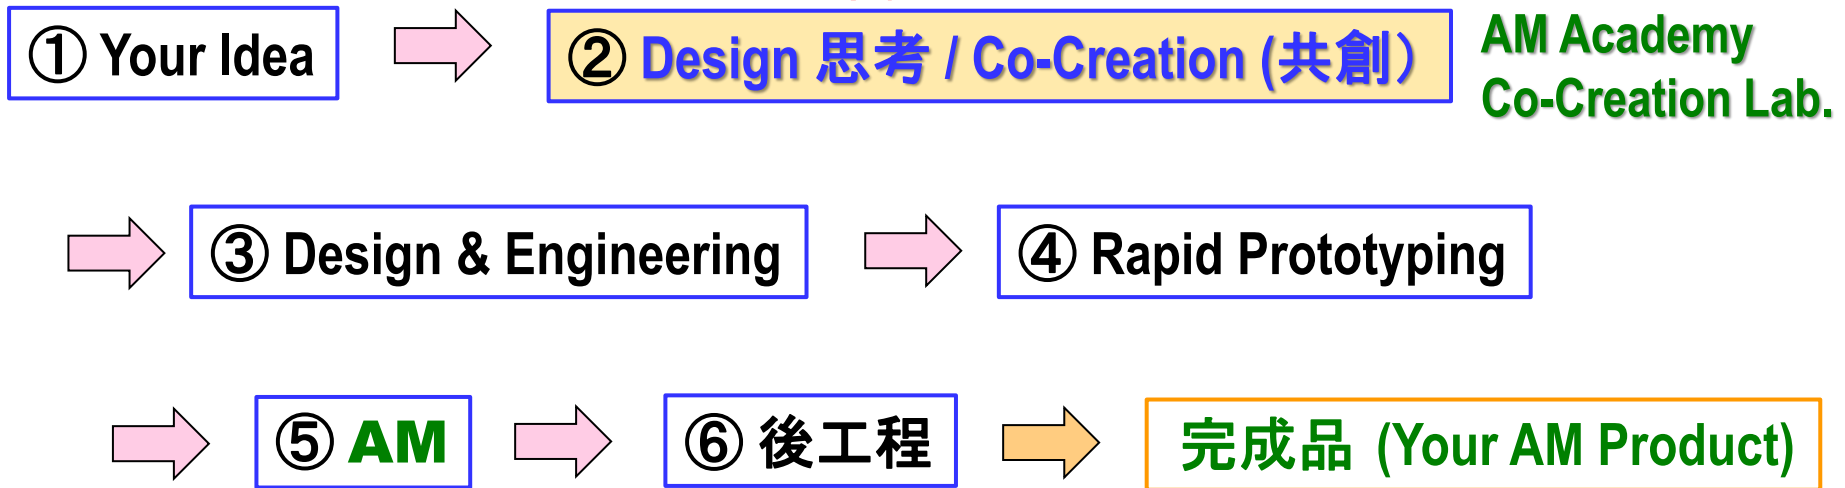 ① Your Idea
② Design 思考 / Co-Creation (共創）
AM Academy
Co-Creation Lab.
③ Design & Engineering
④ Rapid Prototyping
⑤ AM
⑥ 後工程
完成品 (Your AM Product)